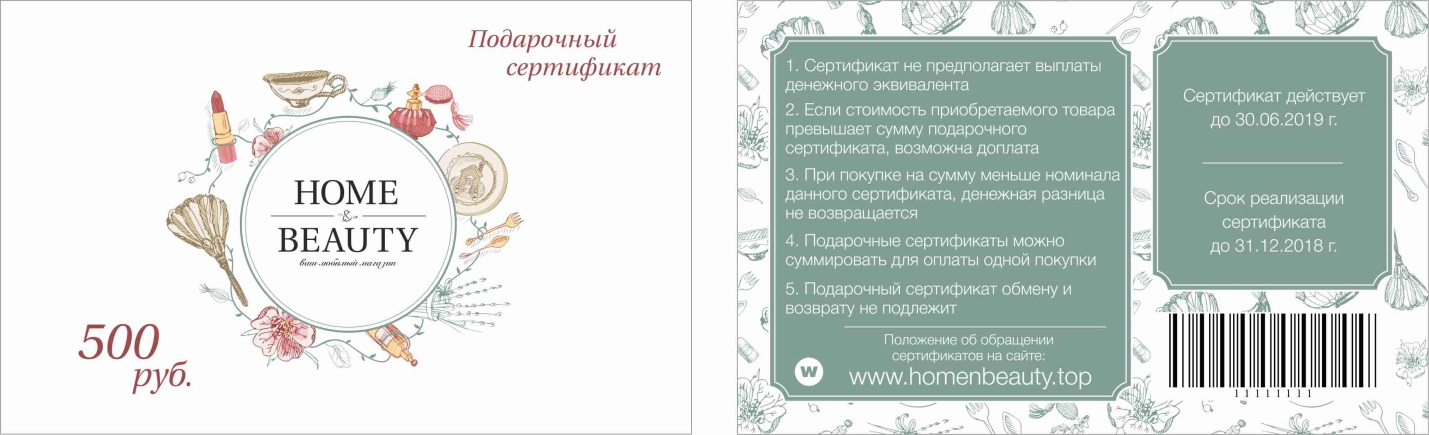 Подарочный
сертификат
HOME
&
BEAUTY
ваш любимый магазин
500
руб.
1. Сертификат не предполагает выплаты
денежного эквивалента
2. Если стоимость приобретаемого товара
превышает сумму подарочного
сертификата, возможна доплата
3. При покупке на сумму меньше номинала
данного сертификата, денежная разница
не возвращается
4. Подарочные сертификаты можно
суммировать для оплаты одной покупки
5. Подарочный сертификат обмену и
возврату не подлежит
Положение об обращении
сертификатов на сайте:
w
www.homenbeauty.top
Сертификат действует
до 30.06.2019 г.
Срок реализации
сертификата
до 31.12.2018 г.
11111111